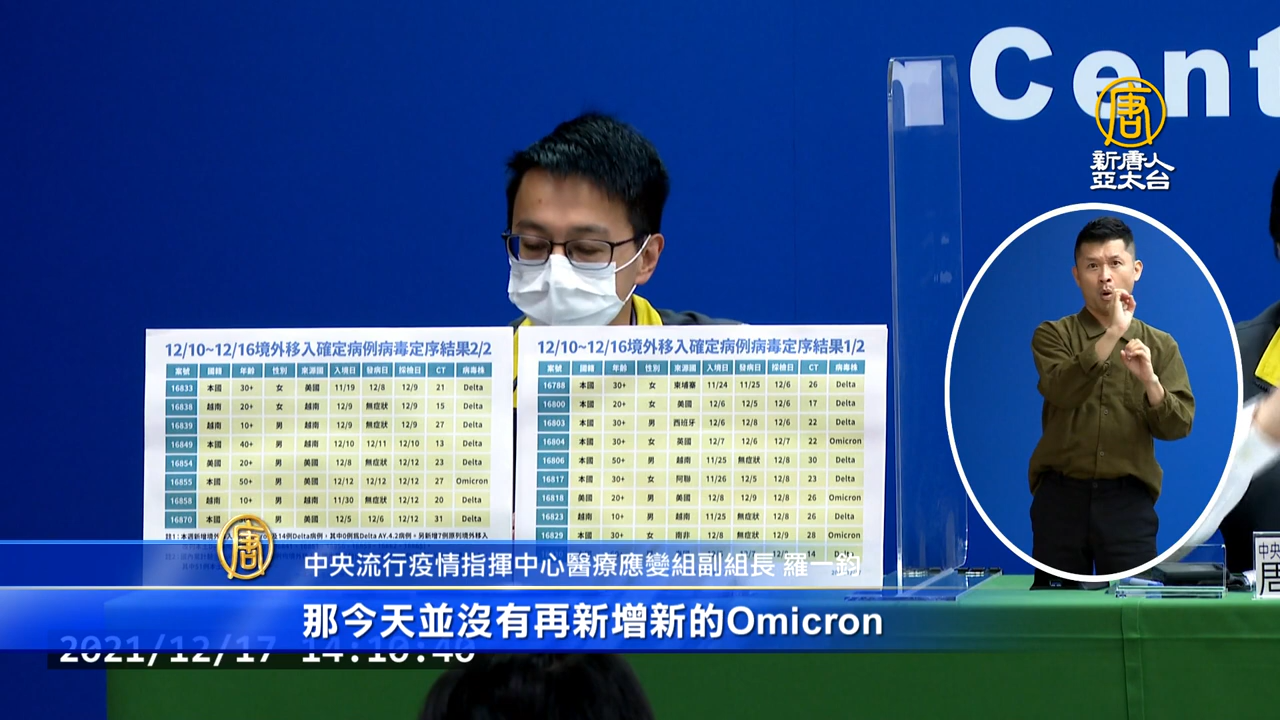 Cent
唐
新唐人
亞太台
12/10~12/16境外移入確定病例病毒定序結果2/2
案號 國籍 年齡 性別 來源國 入境日 發病日 採檢日 CT 病毒株
16833 本國 30+ 女 美國 11/19 12/8 12/9 21 Delta
16838 越南 20+ 女 越南 12/9 無症狀 12/9 15 Delta
16839 越南 10+ 男 越南 12/9 無症狀 12/9 27 Delta
16849 本國 40+ 男 越南 12/10 12/11 12/10 13 Delta
16854 美國 20+ 男 美國 12/8 無症狀 12/12 23 Delta
16855 本國 50+ 男 美國 12/12 12/12 12/12 27 Omicron
16858 越南 10+ 男 越南 11/30 無症狀 12/12 20 Delta
16870 本國 男 美國 12/5 12/6 12/12 31 Delta
12/10~12/16境外移入確定病例病毒定序結果1/2
案號 國籍 年齡 性別 來源國 入境日 發病日 採檢日 CT 病毒株
16788 本國 30+ 女 柬埔寨 11/24 11/25 12/6 26 Delta
16800 本國 20+ 女 美國 12/6 12/5 12/6 17 Delta
16803 本國 30+ 男 西班牙 12/6 12/8 12/6 22 Delta
16804 本國 30+ 女 英國 12/7 12/6 12/7 22 Omicron
16806 本國 50+ 男 越南 11/25 無症狀 12/8 30 Delta
16817 本國 30+ 女 阿聯 11/26 12/5 12/8 23 Delta
16818 美國 20+ 男 美國 12/8 12/9 12/8 26 Omicron
16823 越南 10+ 男 越南 11/25 無症狀 12/8 26 Delta
16829 本國 30+ 女 南非 12/8 無症狀 12/9 28 Omicron
唐
中央流行疫情指揮中心醫療應變組副組長 羅一鈞
那今天並沒有再新增新的Omicron
2021/12/17 14:10:40
中央